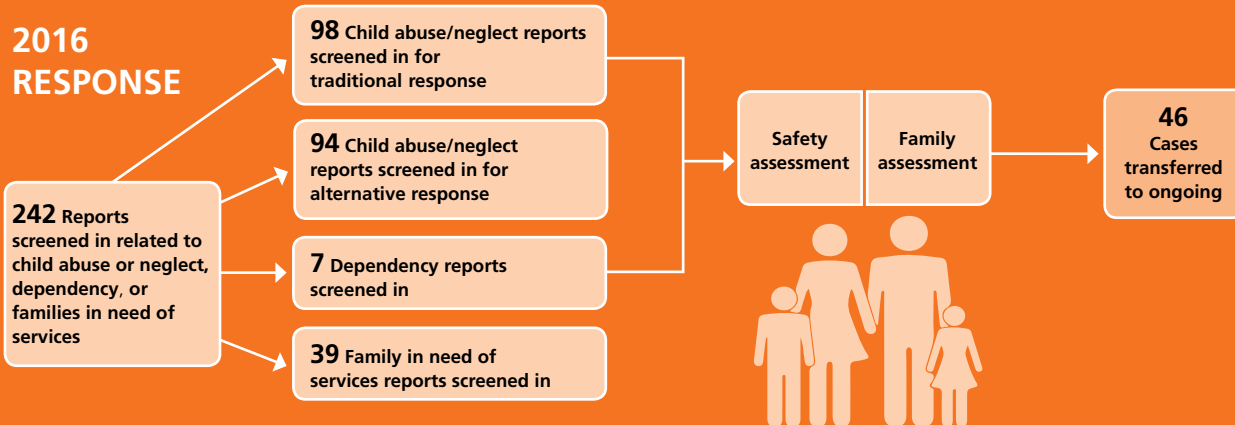 2016
RESPONSE
242 Reports
screened in related to
child abuse or neglect,
dependency, or
families in need of
services
98 Child abuse/neglect reports
screened in for
traditional response
94 Child abuse/neglect
reports screened in for
alternative response
7 Dependency reports
screened in
39 Family in need of
services reports screened in
Safety
assessment
Family
assessment
46
Cases
transferred
to ongoing